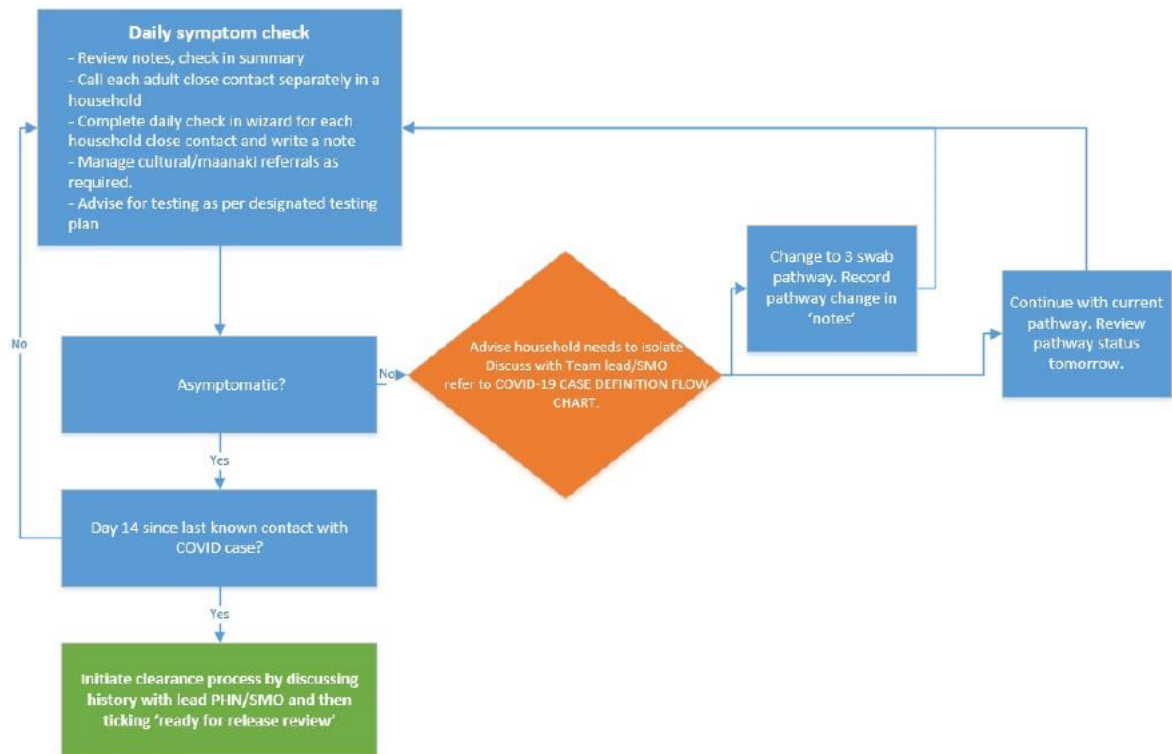 Daily symptom check
- Review notes, check in summary
- Call each adult close contact separately in a
household
- Complete daily check in wizard for each
household close contact and write a note
- Manage cultural/maanaki referrals as
required.
- Advise for testing as per designated testing
plan
No
Asymptomatic?
No
Advise household needs to isolate
Discuss with Team lead/SMO
refer to COVID-19 CASE DEFINITION FLOW
CHART.
Change to 3 swab
pathway. Record
pathway change in
‘notes’
Continue with current
pathway. Review
pathway status
tomorrow.
Yes
Day 14 since last known contact with
COVID case?
Yes
Initiate clearance process by discussing
history with lead PHN/SMO and then
ticking ‘ready for release review’